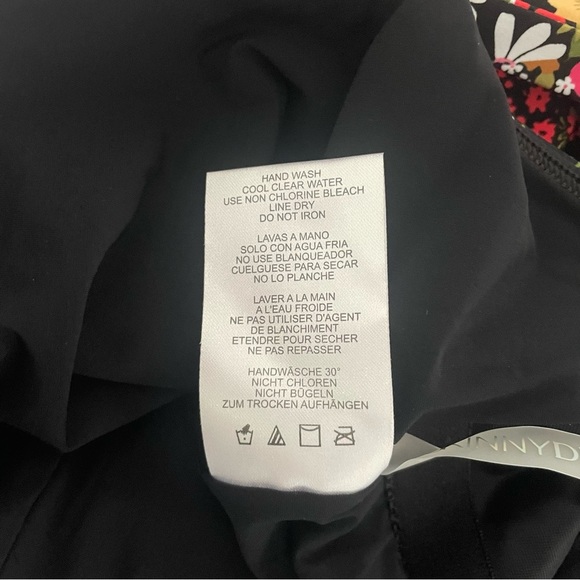 HAND WASH
COOL CLEAR WATER
USE NON CHLORINE BLEACH
LINE DRY
DO NOT IRON
LAVAS A MANO
SOLO CON AGUA FRIA
NO USE BLANQUEADOR
CUELGUESE PARA SECAR
NO LO PLANCHE
LAVER A LA MAIN
A L'EAU FROIDE
NE PAS UTILISER D'AGENT
DE BLANCHIMENT
ETENDRE POUR SECHER
NE PAS REPASSER
HANDWÄSCHE 30°
NICHT CHLOREN
NICHT BÜGELN
ZUM TROCKEN AUFHÄNGEN